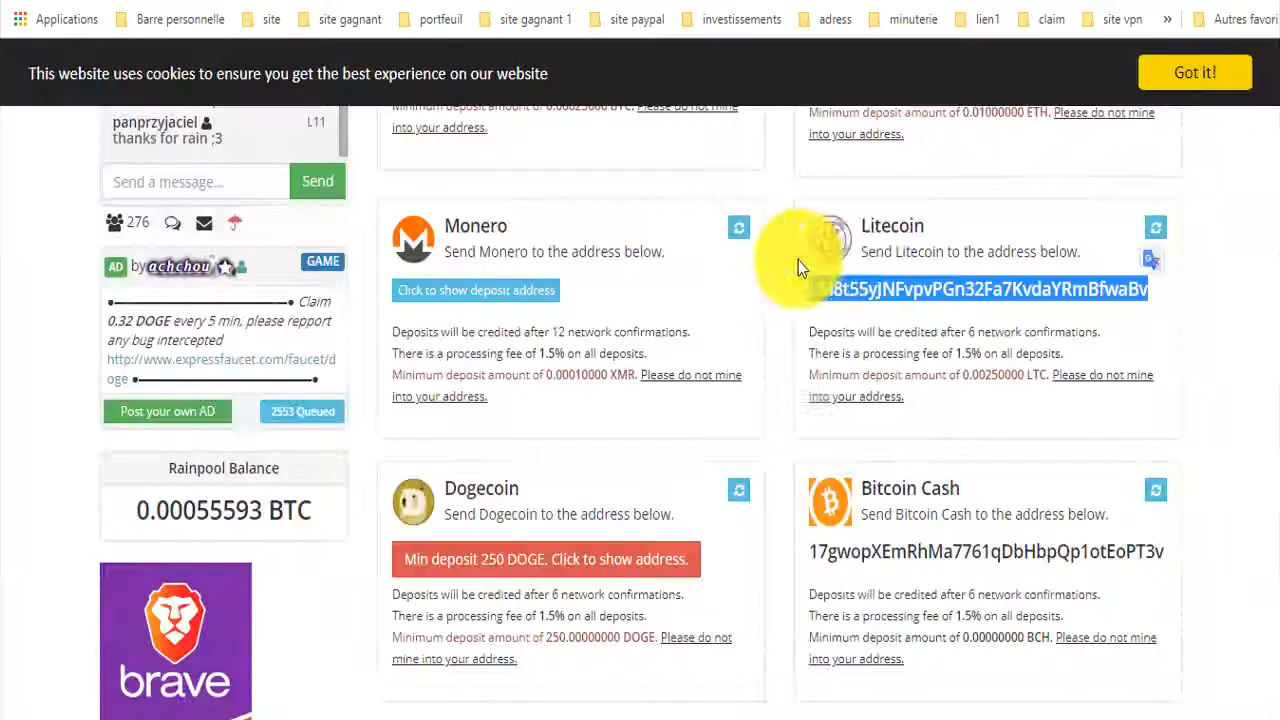 Applications Barre personnelle site site gagnant portfeuil site gagnant 1 site paypal investissements adress minuterie lien1 claim site vpn » Autres favori
This website uses cookies to ensure you get the best experience on our website Got it!
panprzyjaciel L11
thanks for rain ;3
Send a message... Send
276
AD by achchou GAME
Claim
0,32 DOGE every 5 min, please repport
any bug intercepted
http://www.expressfaucet.com/faucet/d
oge
Post your own AD 2553 Queued
Rainpool Balance
0.00055593 BTC
brave
Minimum deposit amount of 0.00025000 BTC. Please do not mine
into your address.
Minimum deposit amount of 0.01000000 ETH. Please do not mine
into your address.
Monero
Send Monero to the address below.
Click to show deposit address
Deposits will be credited after 12 network confirmations.
There is a processing fee of 1.5% on all deposits.
Minimum deposit amount of 0.00010000 XMR. Please do not mine
into your address.
Litecoin
Send Litecoin to the address below.
Deposits will be credited after 6 network confirmations.
There is a processing fee of 1.5% on all deposits.
Minimum deposit amount of 0.00250000 LTC. Please do not mine
into your address.
Dogecoin
Send Dogecoin to the address below.
Min deposit 250 DOGE. Click to show address.
Deposits will be credited after 6 network confirmations.
There is a processing fee of 1.5% on all deposits.
Minimum deposit amount of 250.00000000 DOGE. Please do not
mine into your address.
Bitcoin Cash
Send Bitcoin Cash to the address below.
17gwopXEmRhMa7761qDbHbpQp1otEoPT3v
Deposits will be credited after 6 network confirmations.
There is a processing fee of 1.5% on all deposits.
Minimum deposit amount of 0.00000000 BCH. Please do not mine
into your address.